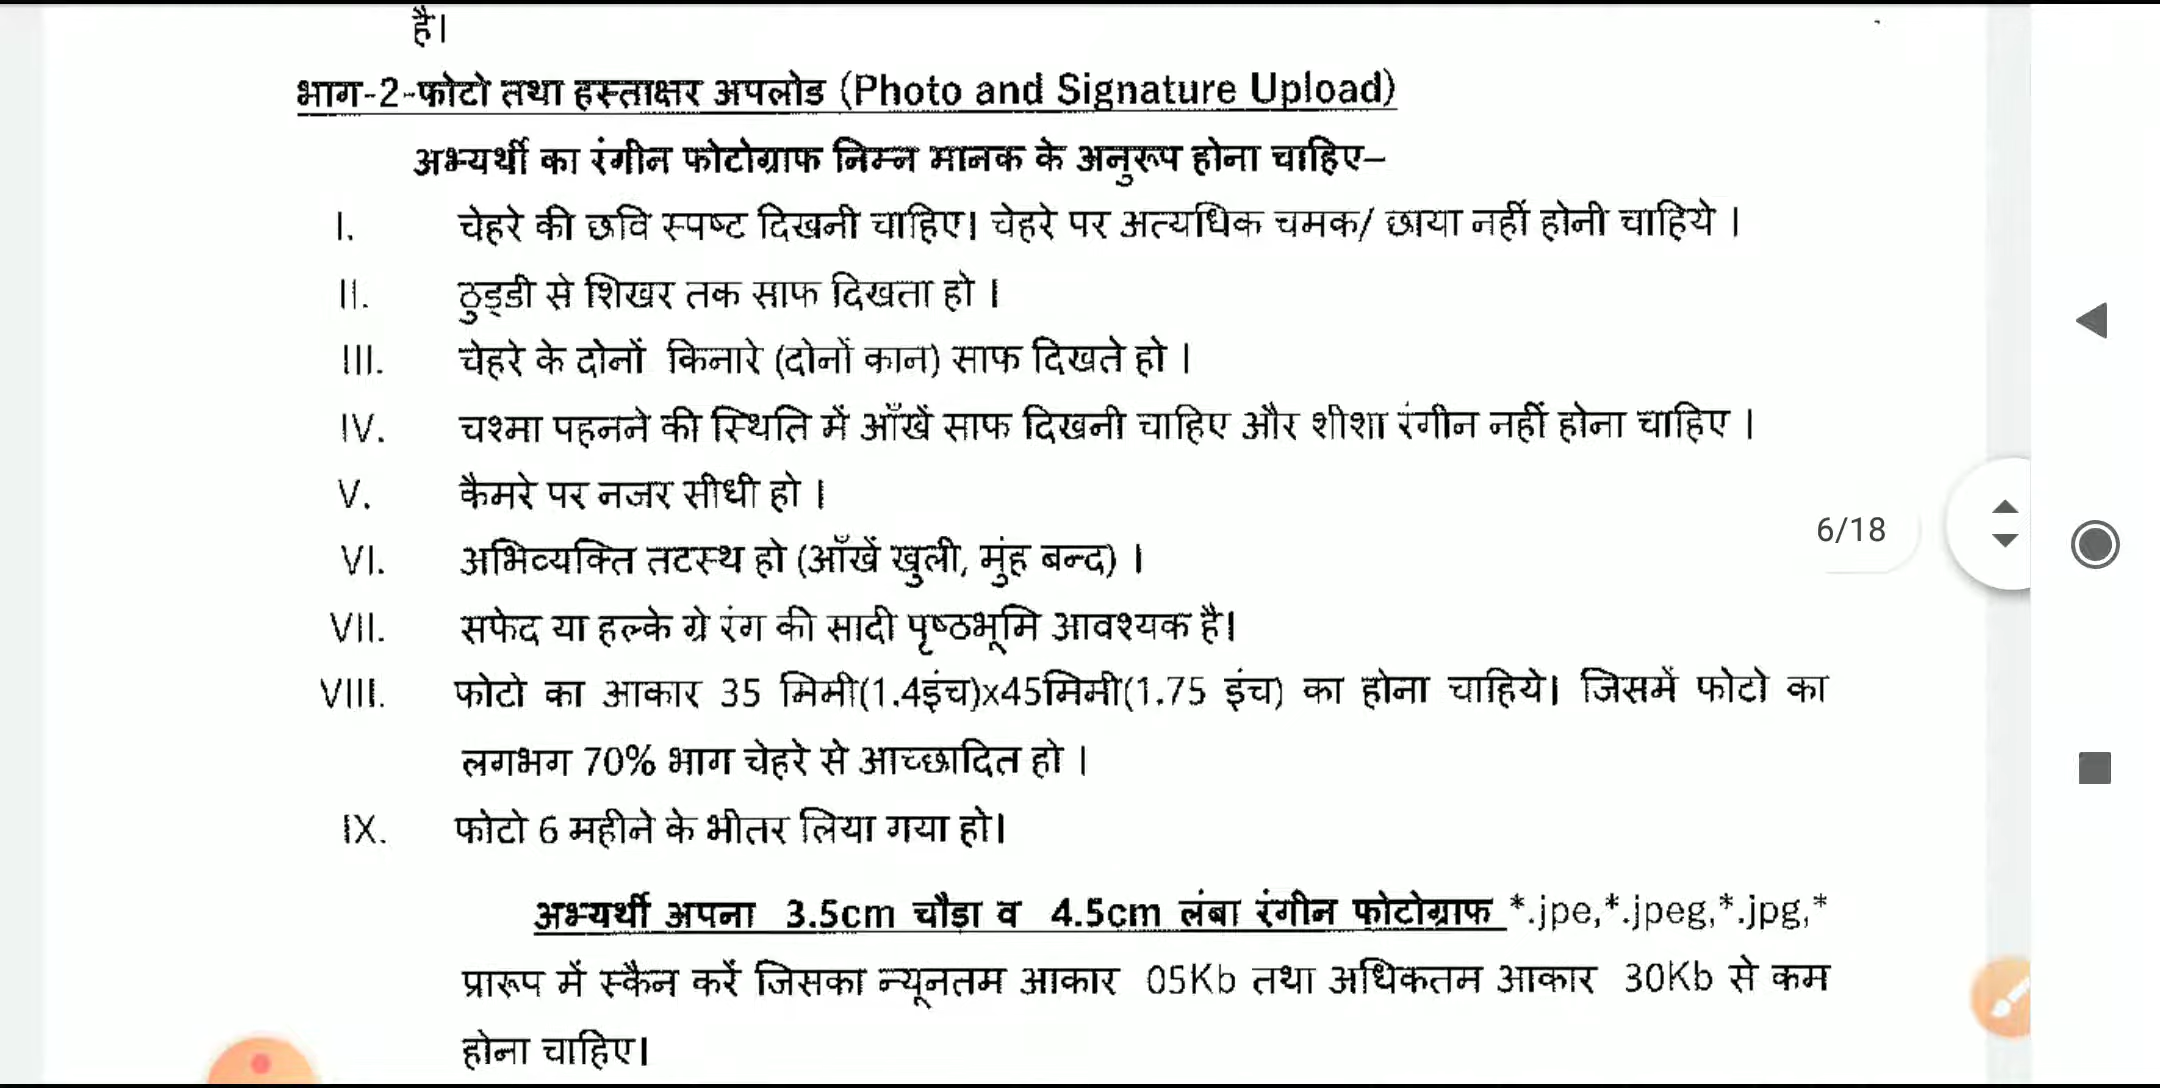 है।
भाग-2-फोटो तथा हस्ताक्षर अपलोड (Photo and Signature Upload)
अभ्यर्थी का रंगीन फोटोग्राफ निम्न मानक के अनुरूप होना चाहिए–
I. चेहरे की छवि स्पष्ट दिखनी चाहिए। चेहरे पर अत्यधिक चमक/ छाया नहीं होनी चाहिये ।
II. ठुड्डी से शिखर तक साफ दिखता हो ।
III. चेहरे के दोनों किनारे (दोनों कान) साफ दिखते हो ।
IV. चश्मा पहनने की स्थिति में आँखें साफ दिखनी चाहिए और शीशा रंगीन नहीं होना चाहिए ।
V. कैमरे पर नजर सीधी हो ।
6/18
VI. अभिव्यक्ति तटस्थ हो (आँखें खुली, मुंह बन्द) ।
VII. सफेद या हल्के ग्रे रंग की सादी पृष्ठभूमि आवश्यक है।
VIII. फोटो का आकार 35 मिमी(1.4इंच)x45मिमी(1.75 इंच) का होना चाहिये। जिसमें फोटो का
लगभग 70% भाग चेहरे से आच्छादित हो ।
IX. फोटो 6 महीने के भीतर लिया गया हो।
अभ्यर्थी अपना 3.5cm चौड़ा व 4.5cm लंबा रंगीन फोटोग्राफ *.jpe,*.jpeg,*.jpg,*
प्रारूप में स्कैन करें जिसका न्यूनतम आकार 05Kb तथा अधिकतम आकार 30Kb से कम
होना चाहिए।